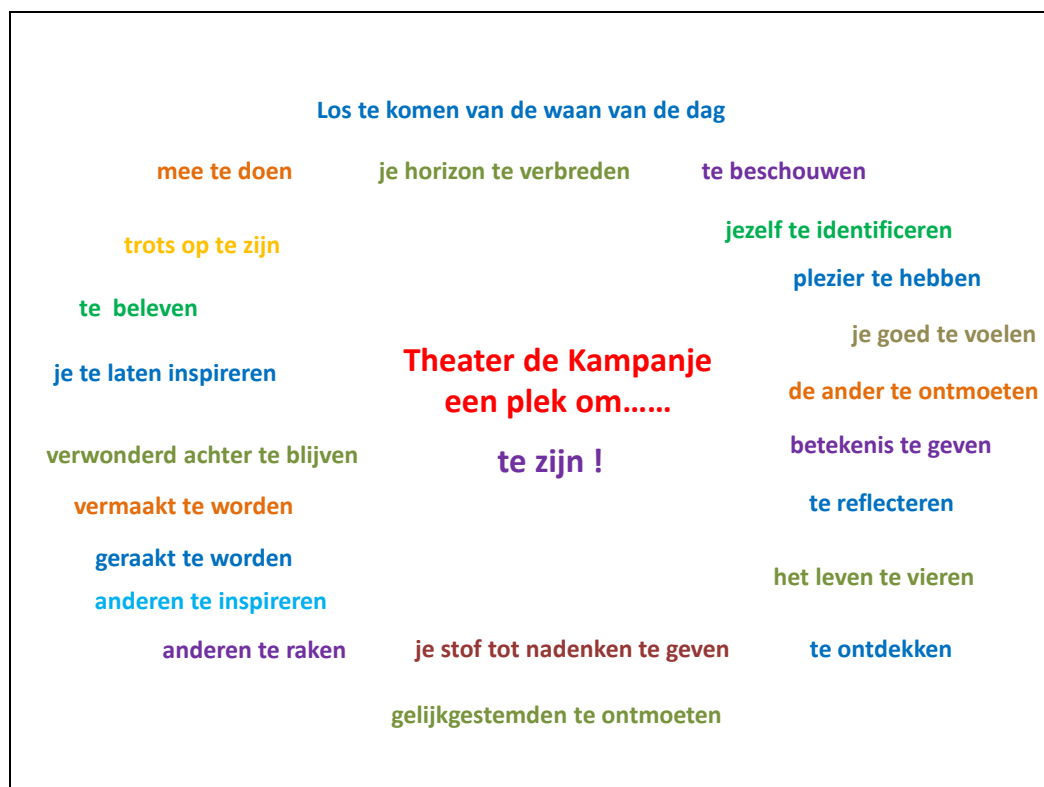 Los te komen van de waan van de dag
mee te doen
je horizon te verbreden
te beschouwen
jezelf te identificeren
trots op te zijn
plezier te hebben
te beleven
je goed te voelen
Theater de Kampanje
een plek om......
te zijn !
je te laten inspireren
de ander te ontmoeten
betekenis te geven
verwonderd achter te blijven
vermaakt te worden
te reflecteren
geraakt te worden
het leven te vieren
anderen te inspireren
anderen te raken
je stof tot nadenken te geven
te ontdekken
gelijkgestemden te ontmoeten